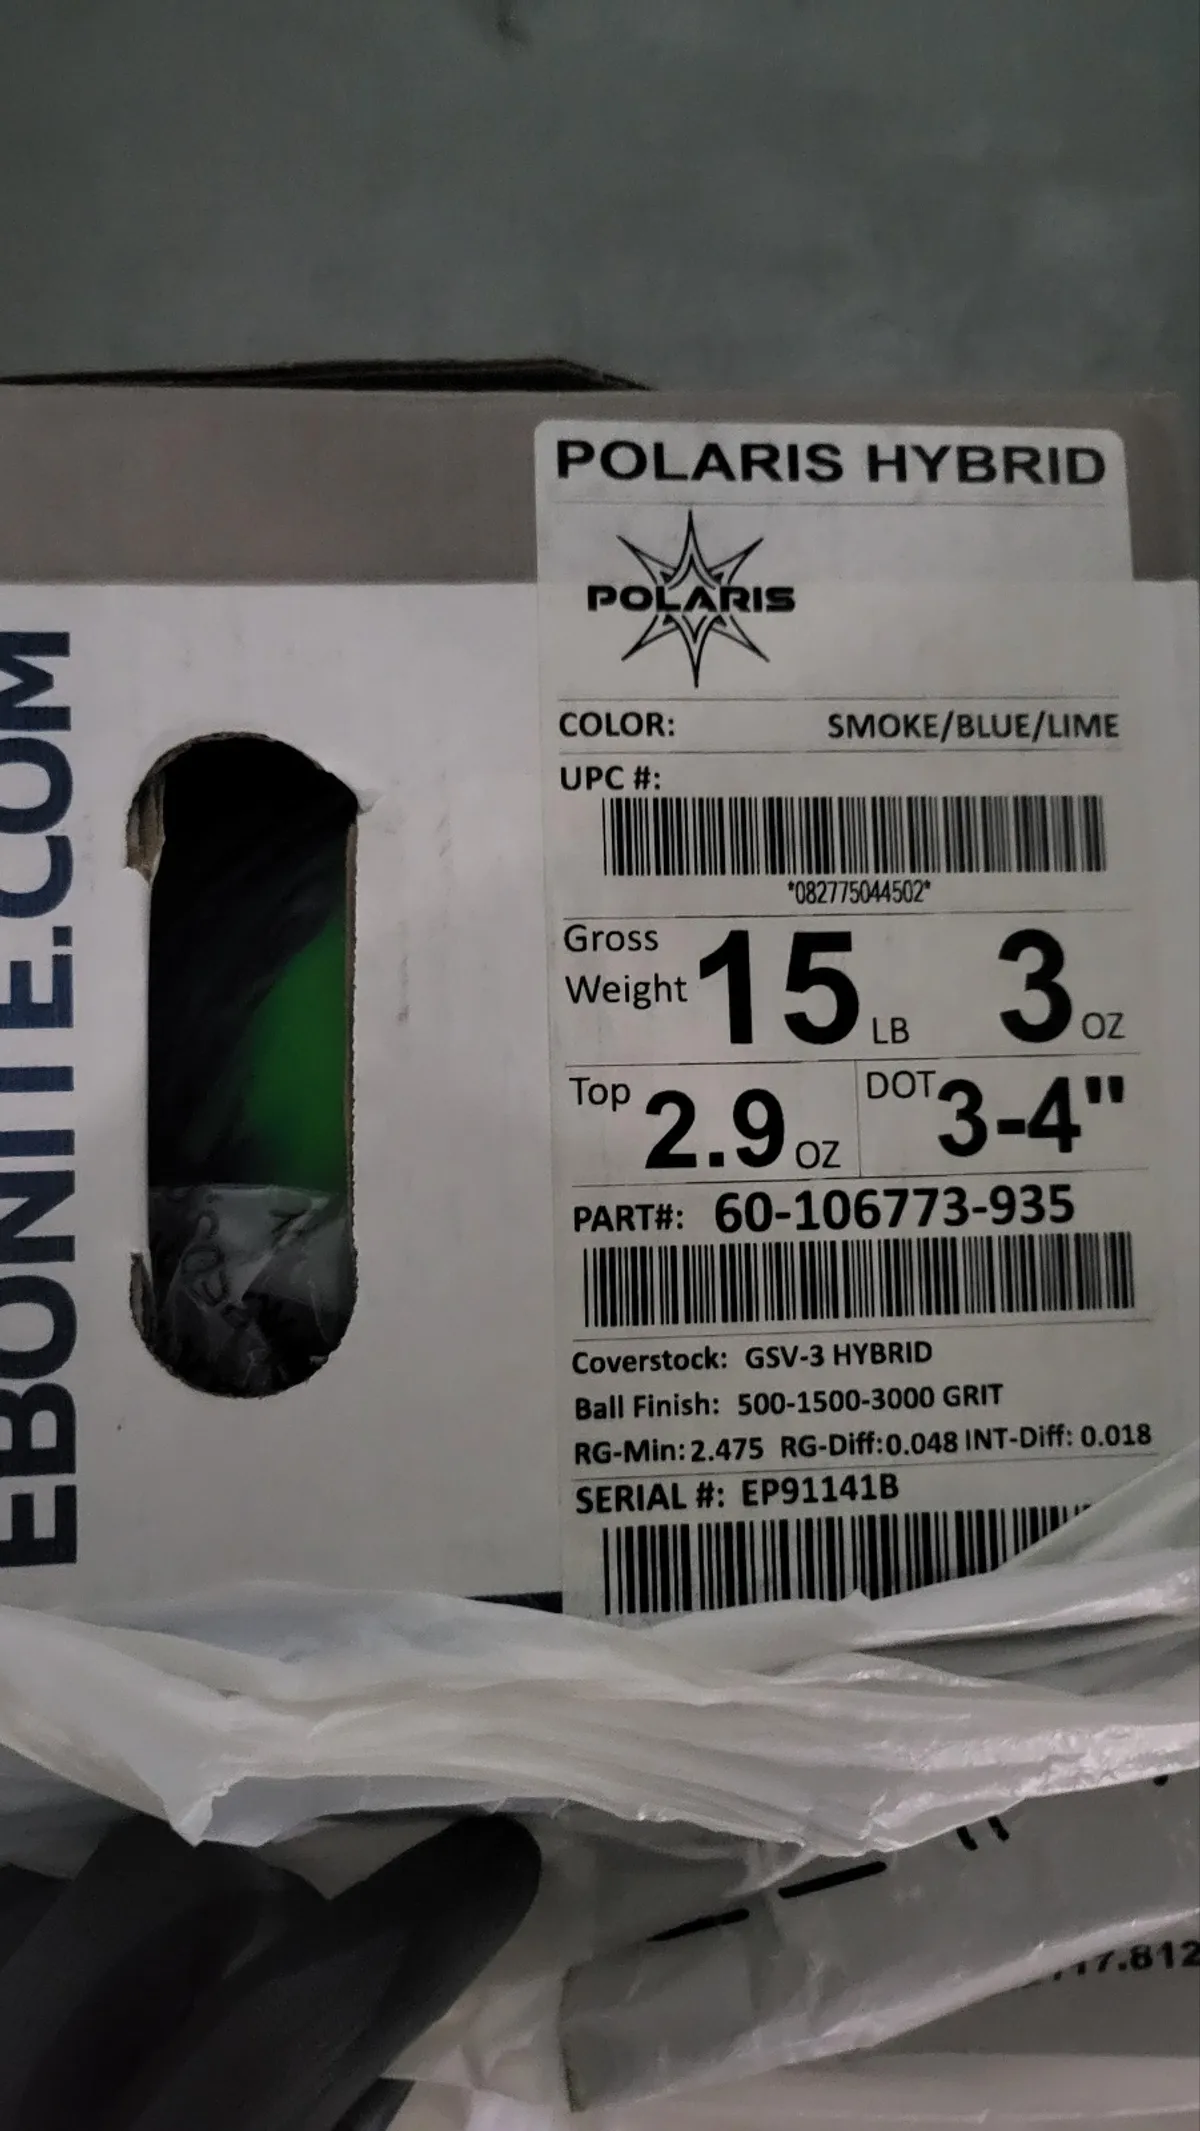 POLARIS HYBRID
POLARIS
COLOR: SMOKE/BLUE/LIME
UPC #:
*082775044502*
Gross Weight 15 LB 3 OZ
Top 2.9 OZ DOT 3-4"
PART#: 60-106773-935
Coverstock: GSV-3 HYBRID
Ball Finish: 500-1500-3000 GRIT
RG-Min: 2.475 RG-Diff:0.048 INT-Diff: 0.018
SERIAL #: EP91141B
EBONITE.COM
17.812